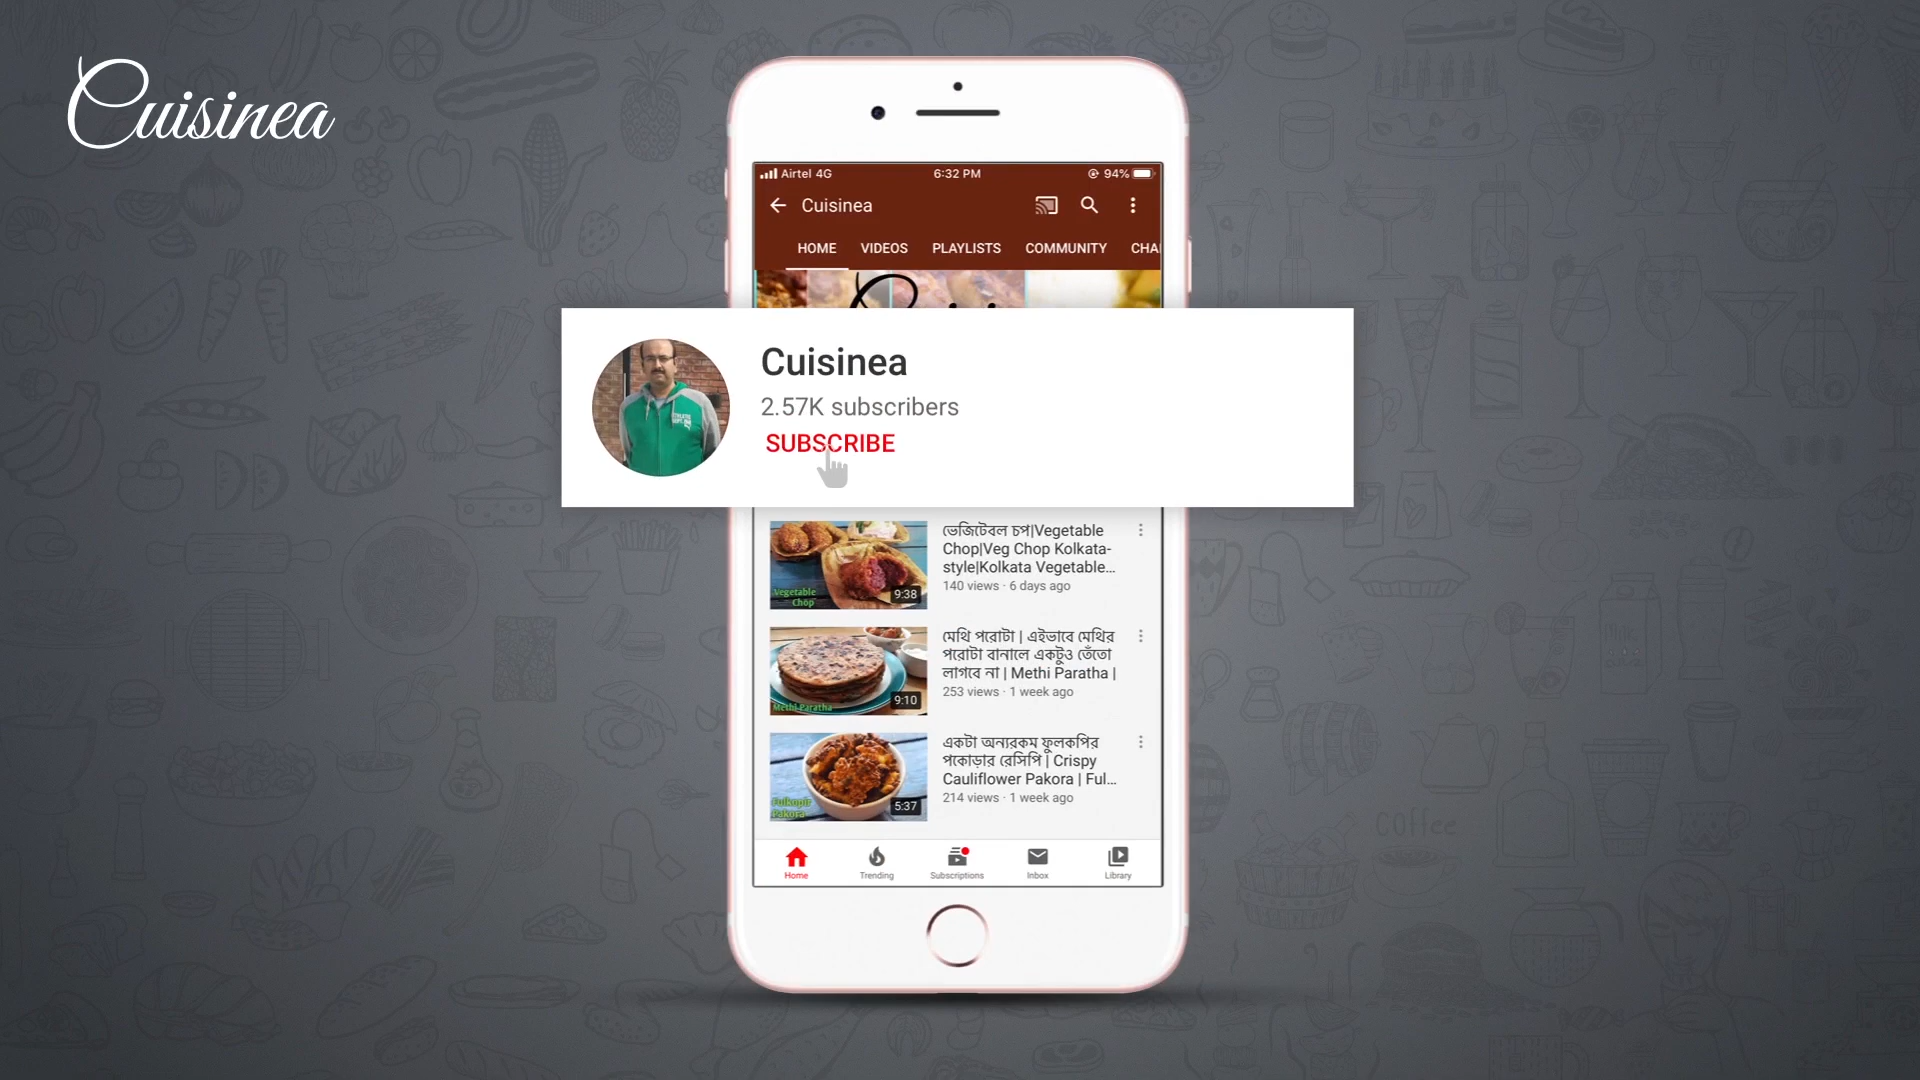 Cuisinea
Airtel 4G 6:32 PM 94%
Cuisinea
HOME VIDEOS PLAYLISTS COMMUNITY CHA
Cuisinea
2.57K subscribers
SUBSCRIBE
ভেজিটেবল চপ|Vegetable
Chop|Veg Chop Kolkata-
style|Kolkata Vegetable...
140 views · 6 days ago
Vegetable
Chop
9:38
মেথি পরোটা | এইভাবে মেথির
পরোটা বানালে একটুও তেঁতো
লাগবে না | Methi Paratha |
253 views · 1 week ago
Methi Paratha
9:10
একটা অন্যরকম ফুলকপির
পকোড়ার রেসিপি | Crispy
Cauliflower Pakora | Ful...
214 views · 1 week ago
Fulkopir
Pakora
5:37
Home Trending Subscriptions Inbox Library
coffee